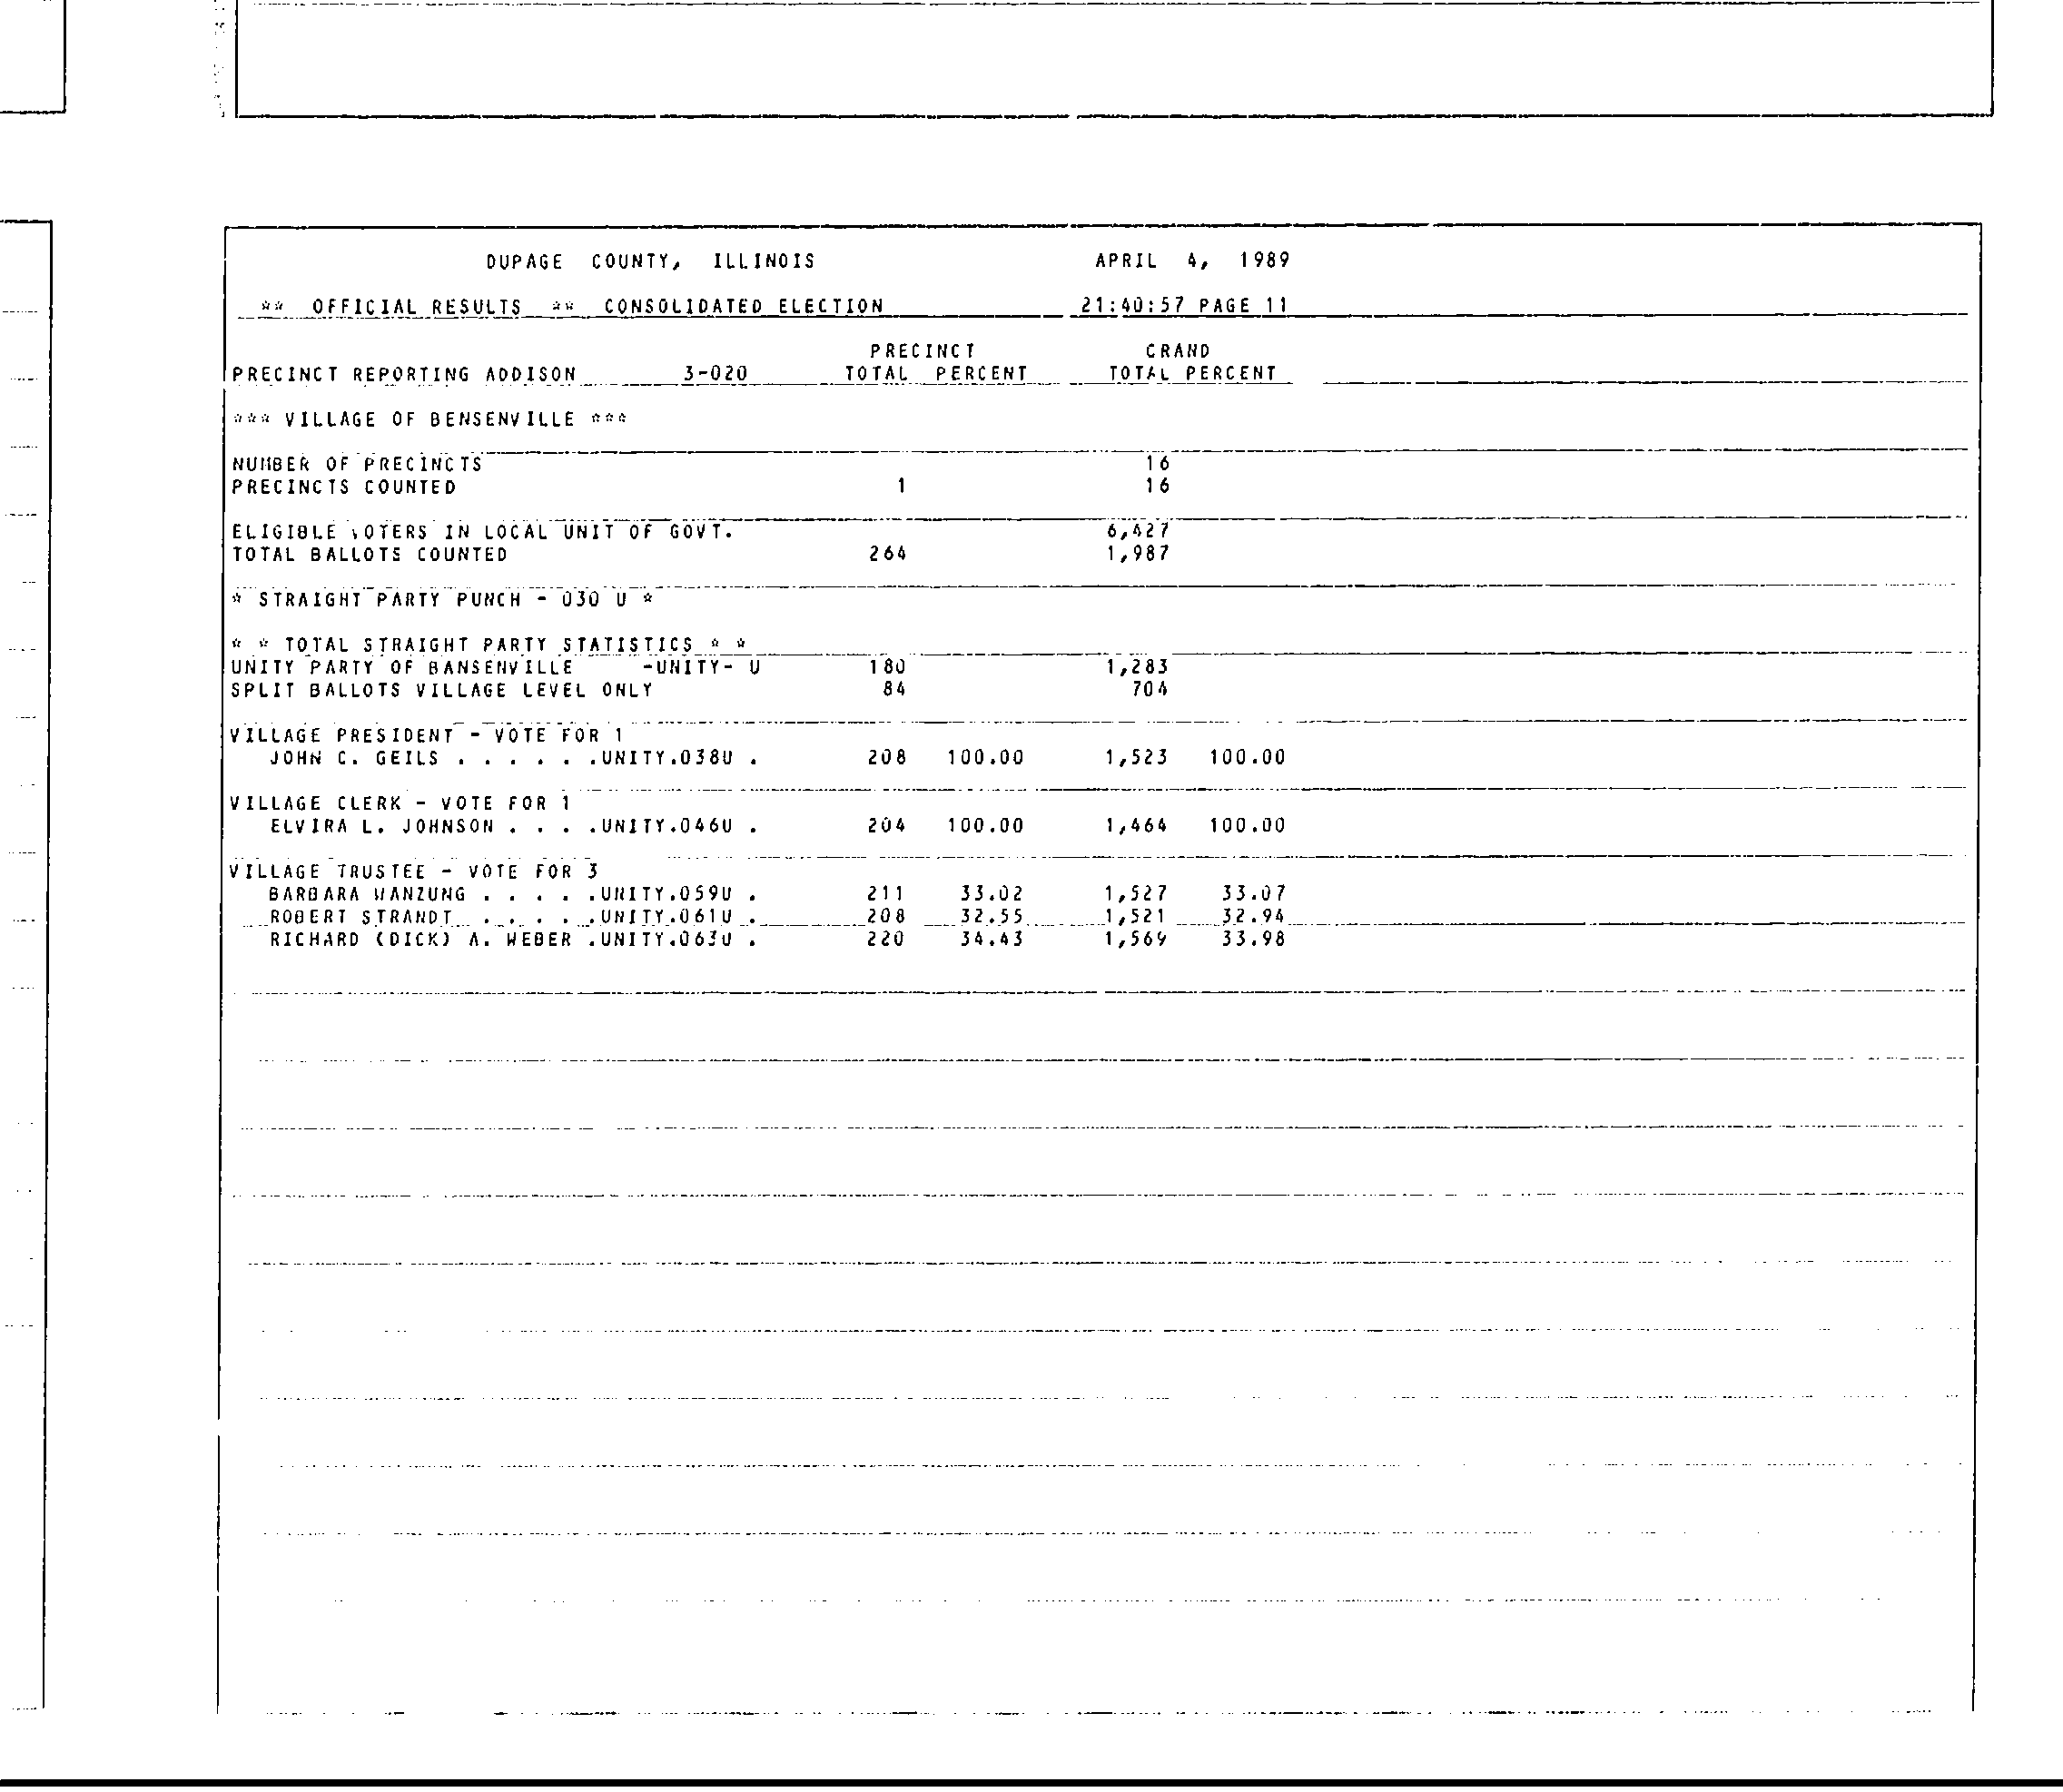 DUPAGE COUNTY, ILLINOIS APRIL 4, 1989
** OFFICIAL RESULTS ** CONSOLIDATED ELECTION 21:40:57 PAGE 11
PRECINCT GRAND
PRECINCT REPORTING ADDISON 3-020 TOTAL PERCENT TOTAL PERCENT
*** VILLAGE OF BENSENVILLE ***
NUMBER OF PRECINCTS 16
PRECINCTS COUNTED 1 16
ELIGIBLE VOTERS IN LOCAL UNIT OF GOVT. 6,427
TOTAL BALLOTS COUNTED 264 1,987
* STRAIGHT PARTY PUNCH - 030 U *
* * TOTAL STRAIGHT PARTY STATISTICS * *
UNITY PARTY OF BANSENVILLE -UNITY- U 180 1,283
SPLIT BALLOTS VILLAGE LEVEL ONLY 84 704
VILLAGE PRESIDENT - VOTE FOR 1
JOHN C. GEILS . . . . . .UNITY.038U . 208 100.00 1,523 100.00
VILLAGE CLERK - VOTE FOR 1
ELVIRA L. JOHNSON . . . .UNITY.046U . 204 100.00 1,464 100.00
VILLAGE TRUSTEE - VOTE FOR 3
BARBARA WANZUNG . . . . .UNITY.059U . 211 33.02 1,527 33.07
ROBERT STRANDT . . . . .UNITY.061U . 208 32.55 1,521 32.94
RICHARD (DICK) A. WEBER .UNITY.063U . 220 34.43 1,569 33.98